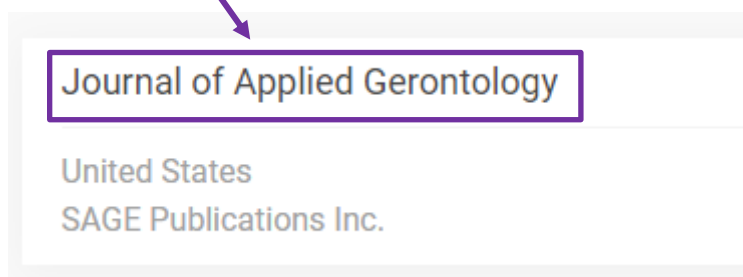 Journal of Applied Gerontology
United States
SAGE Publications Inc.